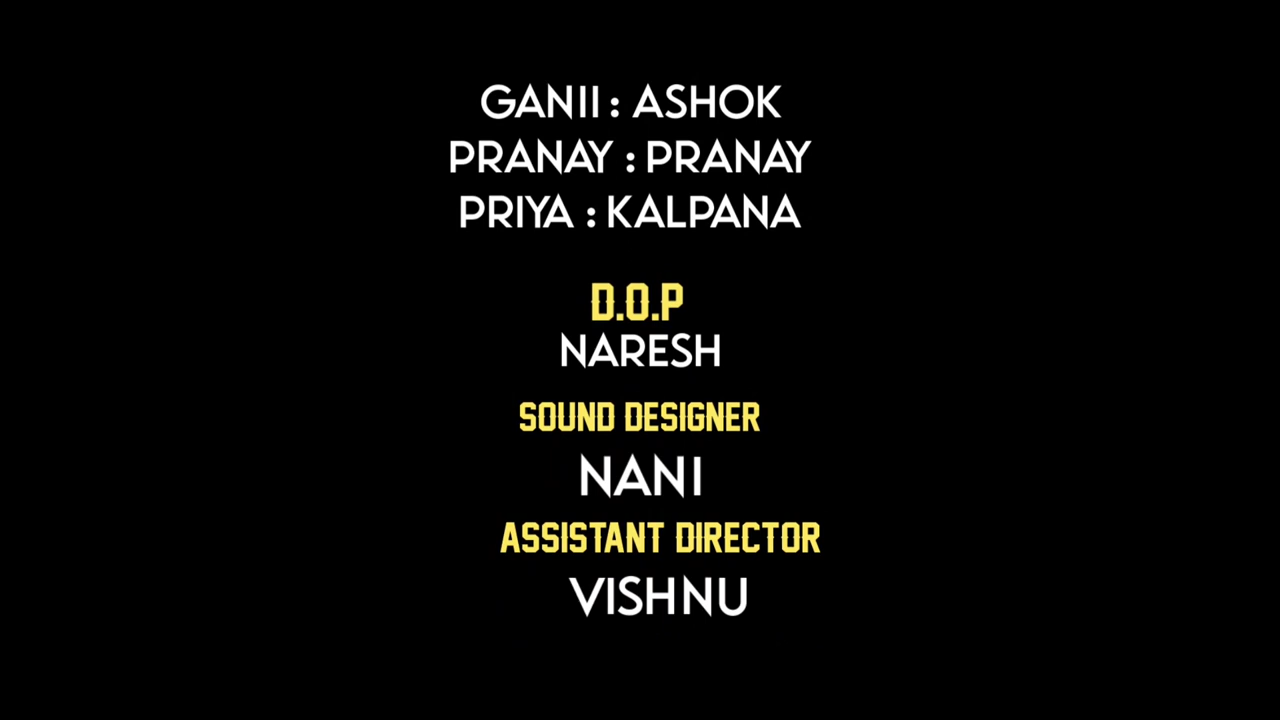 GANII : ASHOK
PRANAY : PRANAY
PRIYA : KALPANA
D.O.P
NARESH
SOUND DESIGNER
NANI
ASSISTANT DIRECTOR
VISHNU